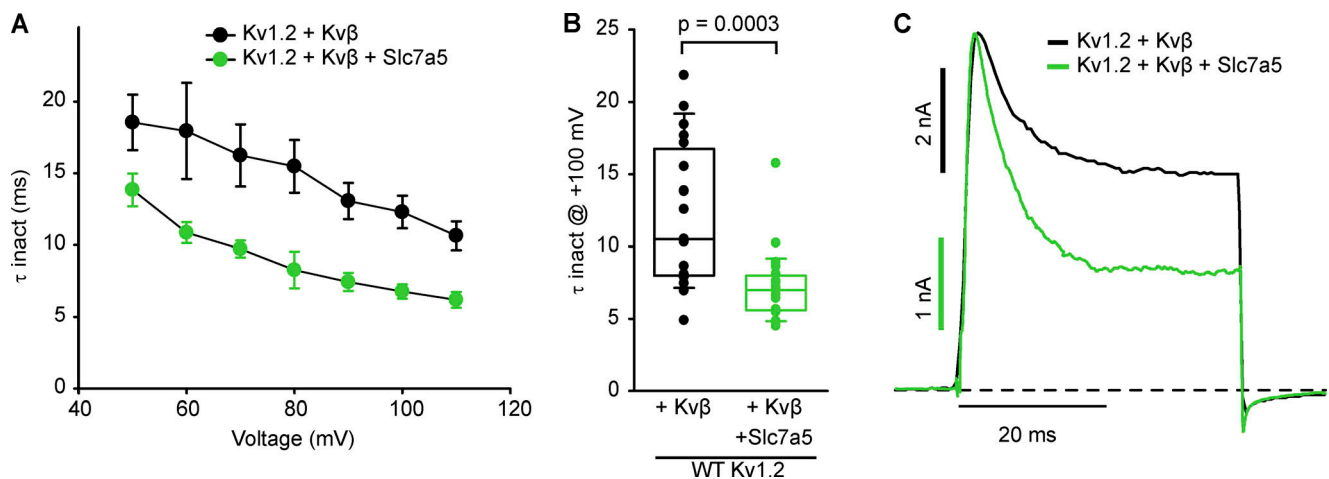 A
Kv1.2 + Kvβ
Kv1.2 + Kvβ + Slc7a5
τ inact (ms)
20
15
10
5
0
40
60
80
100
120
Voltage (mV)
B
p = 0.0003
τ inact @ +100 mV
25
20
15
10
5
0
+ Kvβ
+ Kvβ
+Slc7a5
WT Kv1.2
C
Kv1.2 + Kvβ
Kv1.2 + Kvβ + Slc7a5
2 nA
1 nA
20 ms